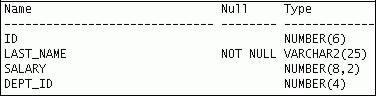 Name Null Type
------------------------------ -------- ------------------
ID NUMBER(6)
LAST_NAME NOT NULL VARCHAR2(25)
SALARY NUMBER(8,2)
DEPT_ID NUMBER(4)